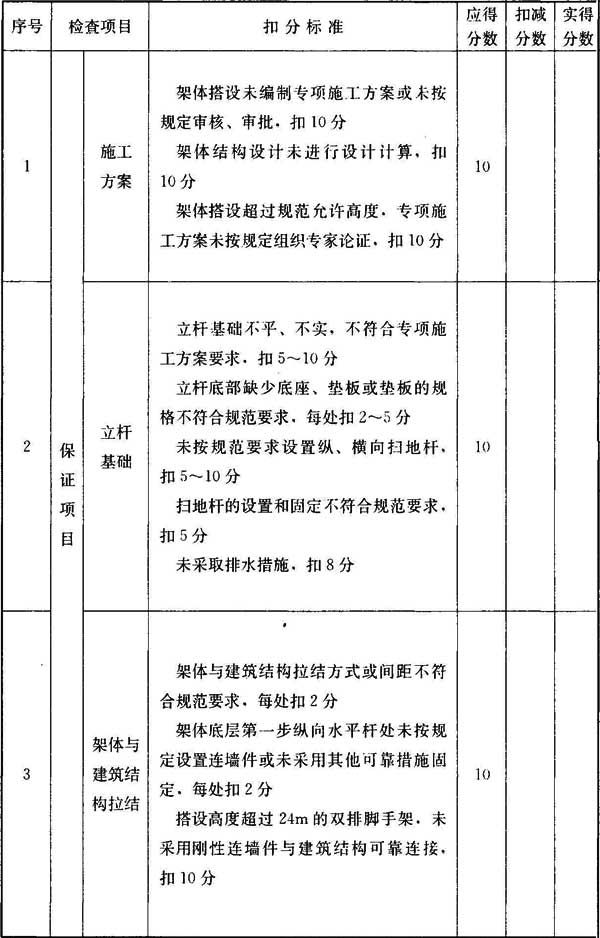 序号 检查项目 扣分标准 应得分数 扣减分数 实得分数
保证项目
1 施工方案
架体搭设未编制专项施工方案或未按
规定审核、审批，扣10分
架体结构设计未进行设计计算，扣
10分
架体搭设超过规范允许高度，专项施
工方案未按规定组织专家论证，扣10分
10
2 立杆基础
立杆基础不平、不实，不符合专项施
工方案要求，扣5～10分
立杆底部缺少底座、垫板或垫板的规
格不符合规范要求，每处扣2～5分
未按规范要求设置纵、横向扫地杆，
扣5～10分
扫地杆的设置和固定不符合规范要求，
扣5分
未采取排水措施，扣8分
10
3 架体与建筑结构拉结
架体与建筑结构拉结方式或间距不符
合规范要求，每处扣2分
架体底层第一步纵向水平杆处未按规
定设置连墙件或未采用其他可靠措施固
定，每处扣2分
搭设高度超过24m的双排脚手架，未
采用刚性连墙件与建筑结构可靠连接，
扣10分
10